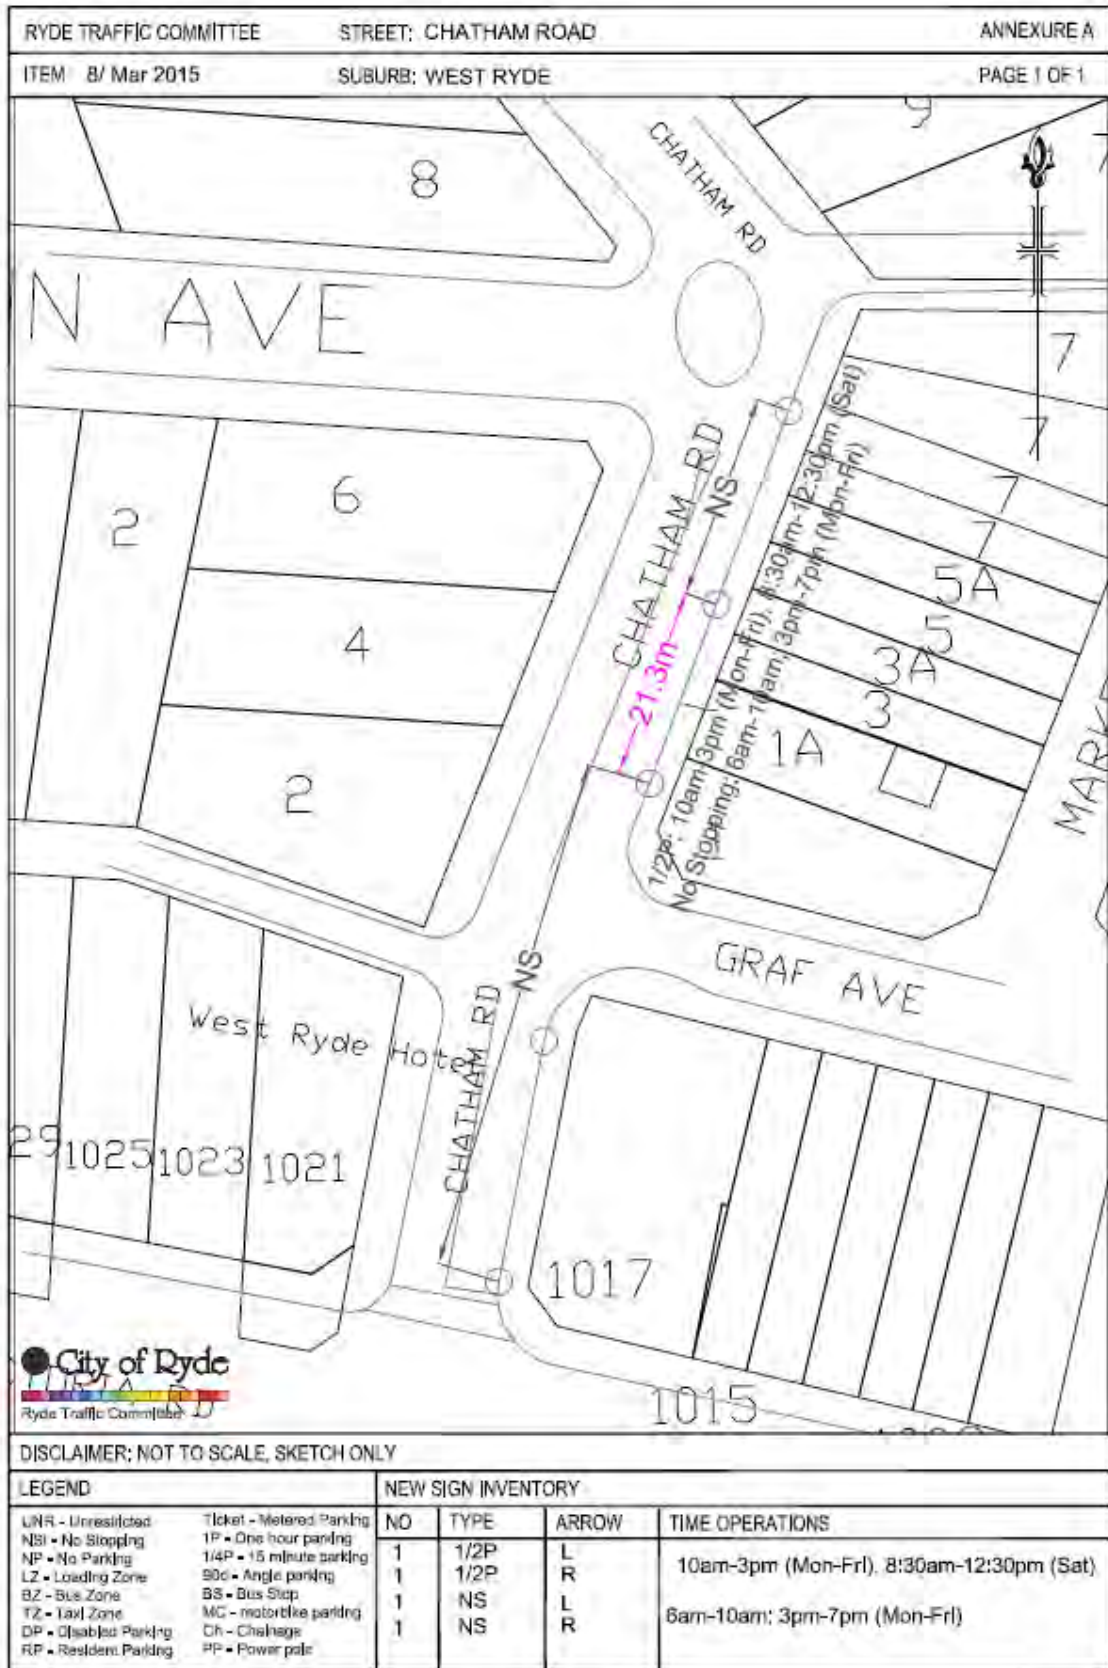 RYDE TRAFFIC COMMITTEE STREET: CHATHAM ROAD ANNEXURE A
ITEM 8/ Mar 2015 SUBURB: WEST RYDE PAGE 1 OF 1
9
CHATHAM RD
8
7
N AVE
7
7
7
7
CHATHAM RD
NS
6
2
5A
5
4
3A
3
21.3m
1/2P: 10am-3pm (Mon-Fri). 8:30am-12:30pm (Sat)
No Stopping: 6am-10am; 3pm-7pm (Mon-Fri)
1A
2
GRAF AVE
NS
CHATHAM RD
West Ryde Hotel
1025
1023
1021
1017
City of Ryde
Ryde Traffic Committee
RD
1015
DISCLAIMER: NOT TO SCALE, SKETCH ONLY
LEGEND NEW SIGN INVENTORY
UNR - Unrestricted Ticket - Metered Parking NO TYPE ARROW TIME OPERATIONS
NSI - No Stopping 1P - One hour parking
NP - No Parking 1/4P - 15 minute parking 1 1/2P L
LZ - Loading Zone 90d - Angle parking 1 1/2P R 10am-3pm (Mon-Fri). 8:30am-12:30pm (Sat)
BZ - Bus Zone BS - Bus Stop 1 NS L
TZ - Taxi Zone MC - motorbike parking 1 NS R 6am-10am; 3pm-7pm (Mon-Fri)
DP - Disabled Parking Ch - Chainage
RP - Resident Parking PP - Power pole